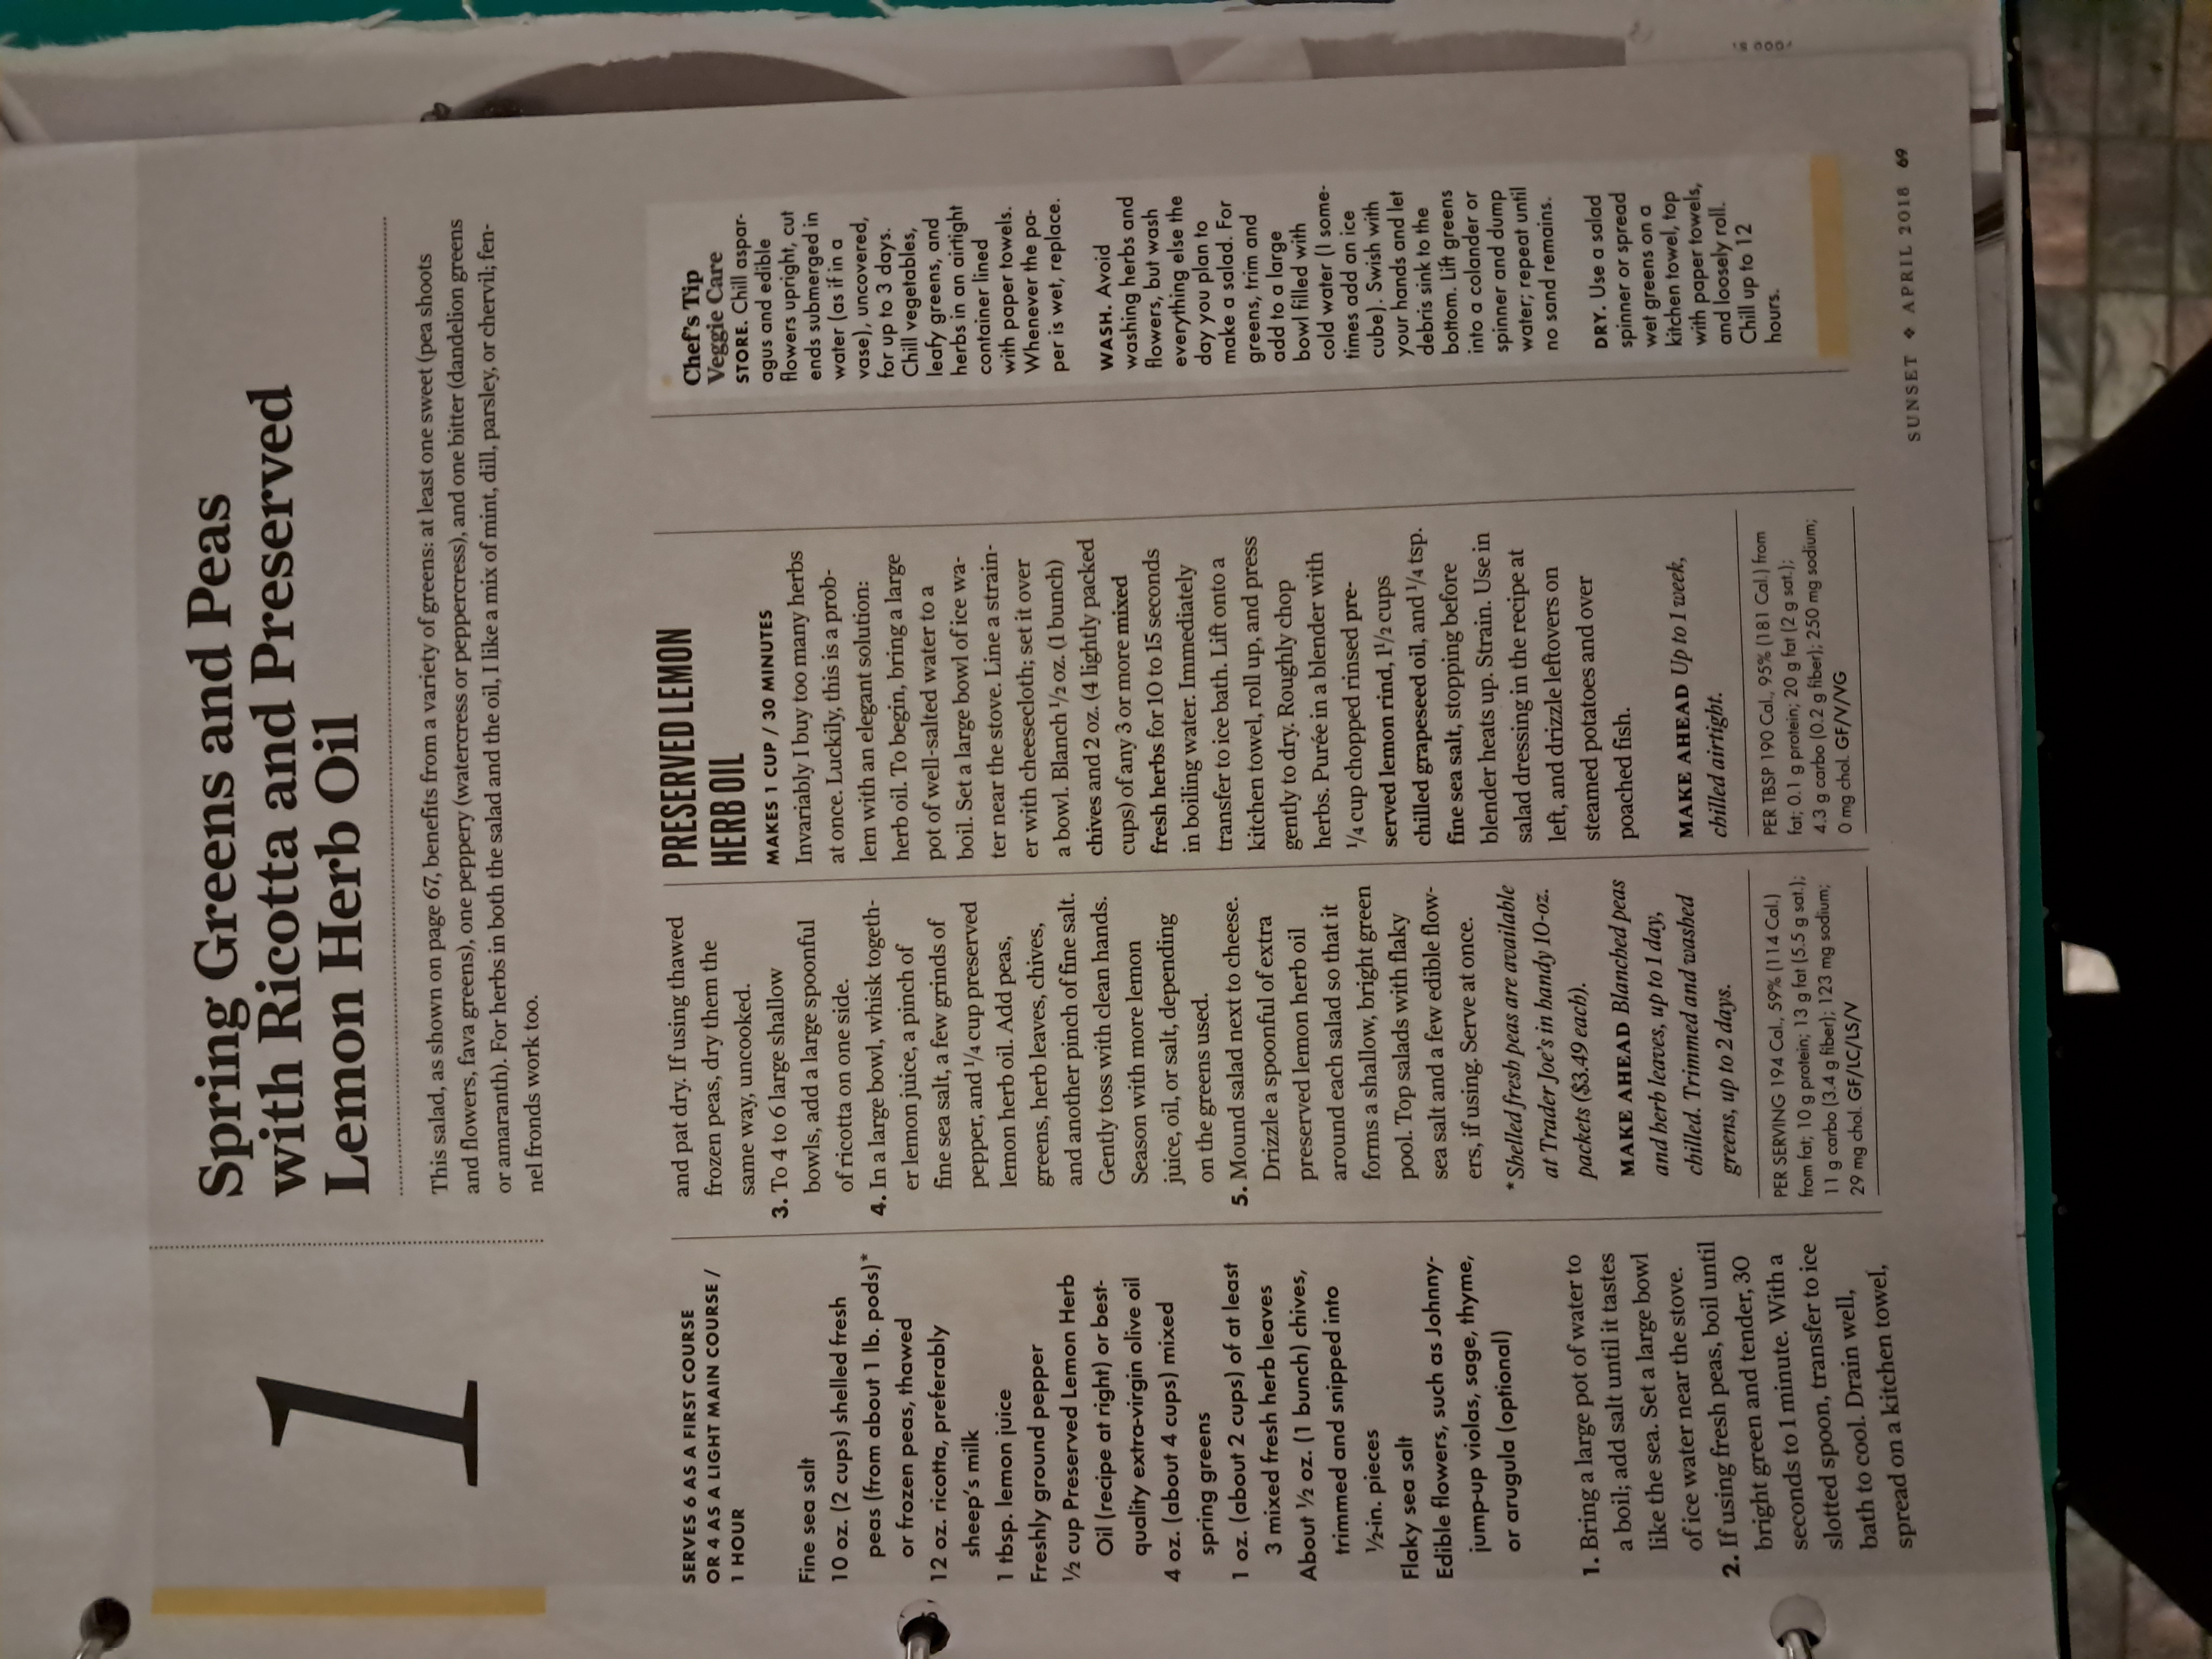 1
Spring Greens and Peas
with Ricotta and Preserved
Lemon Herb Oil
This salad, as shown on page 67, benefits from a variety of greens: at least one sweet (pea shoots
and flowers, fava greens), one peppery (watercress or peppercress), and one bitter (dandelion greens
or amaranth). For herbs in both the salad and the oil, I like a mix of mint, dill, parsley, or chervil; fen-
nel fronds work too.
SERVES 6 AS A FIRST COURSE
OR 4 AS A LIGHT MAIN COURSE /
1 HOUR
Fine sea salt
10 oz. (2 cups) shelled fresh
peas (from about 1 lb. pods)*
or frozen peas, thawed
12 oz. ricotta, preferably
sheep's milk
1 tbsp. lemon juice
Freshly ground pepper
½ cup Preserved Lemon Herb
Oil (recipe at right) or best-
quality extra-virgin olive oil
4 oz. (about 4 cups) mixed
spring greens
1 oz. (about 2 cups) of at least
3 mixed fresh herb leaves
About ½ oz. (1 bunch) chives,
trimmed and snipped into
½-in. pieces
Flaky sea salt
Edible flowers, such as Johnny-
jump-up violas, sage, thyme,
or arugula (optional)
1. Bring a large pot of water to
a boil; add salt until it tastes
like the sea. Set a large bowl
of ice water near the stove.
2. If using fresh peas, boil until
bright green and tender, 30
seconds to 1 minute. With a
slotted spoon, transfer to ice
bath to cool. Drain well,
spread on a kitchen towel,
and pat dry. If using thawed
frozen peas, dry them the
same way, uncooked.
3. To 4 to 6 large shallow
bowls, add a large spoonful
of ricotta on one side.
4. In a large bowl, whisk togeth-
er lemon juice, a pinch of
fine sea salt, a few grinds of
pepper, and ¼ cup preserved
lemon herb oil. Add peas,
greens, herb leaves, chives,
and another pinch of fine salt.
Gently toss with clean hands.
Season with more lemon
juice, oil, or salt, depending
on the greens used.
5. Mound salad next to cheese.
Drizzle a spoonful of extra
preserved lemon herb oil
around each salad so that it
forms a shallow, bright green
pool. Top salads with flaky
sea salt and a few edible flow-
ers, if using. Serve at once.
*Shelled fresh peas are available
at Trader Joe's in handy 10-oz.
packets ($3.49 each).
MAKE AHEAD Blanched peas
and herb leaves, up to 1 day,
chilled. Trimmed and washed
greens, up to 2 days.
PER SERVING 194 Cal., 59% (114 Cal.)
from fat; 10 g protein; 13 g fat (5.5 g sat.);
11 g carbo (3.4 g fiber); 123 mg sodium;
29 mg chol. GF/LC/LS/V
PRESERVED LEMON
HERB OIL
MAKES 1 CUP / 30 MINUTES
Invariably I buy too many herbs
at once. Luckily, this is a prob-
lem with an elegant solution:
herb oil. To begin, bring a large
pot of well-salted water to a
boil. Set a large bowl of ice wa-
ter near the stove. Line a strain-
er with cheesecloth; set it over
a bowl. Blanch ½ oz. (1 bunch)
chives and 2 oz. (4 lightly packed
cups) of any 3 or more mixed
fresh herbs for 10 to 15 seconds
in boiling water. Immediately
transfer to ice bath. Lift onto a
kitchen towel, roll up, and press
gently to dry. Roughly chop
herbs. Purée in a blender with
¼ cup chopped rinsed pre-
served lemon rind, 1½ cups
chilled grapeseed oil, and ¼ tsp.
fine sea salt, stopping before
blender heats up. Strain. Use in
salad dressing in the recipe at
left, and drizzle leftovers on
steamed potatoes and over
poached fish.
MAKE AHEAD Up to 1 week,
chilled airtight.
PER TBSP 190 Cal., 95% (181 Cal.) from
fat; 0.1 g protein; 20 g fat (2 g sat.);
4.3 g carbo (0.2 g fiber); 250 mg sodium;
0 mg chol. GF/V/VG
Chef's Tip
Veggie Care
STORE. Chill aspar-
agus and edible
flowers upright, cut
ends submerged in
water (as if in a
vase), uncovered,
for up to 3 days.
Chill vegetables,
leafy greens, and
herbs in an airtight
container lined
with paper towels.
Whenever the pa-
per is wet, replace.
WASH. Avoid
washing herbs and
flowers, but wash
everything else the
day you plan to
make a salad. For
greens, trim and
add to a large
bowl filled with
cold water (I some-
times add an ice
cube). Swish with
your hands and let
debris sink to the
bottom. Lift greens
into a colander or
spinner and dump
water; repeat until
no sand remains.
DRY. Use a salad
spinner or spread
wet greens on a
kitchen towel, top
with paper towels,
and loosely roll.
Chill up to 12
hours.
SUNSET ❖ APRIL 2018 69